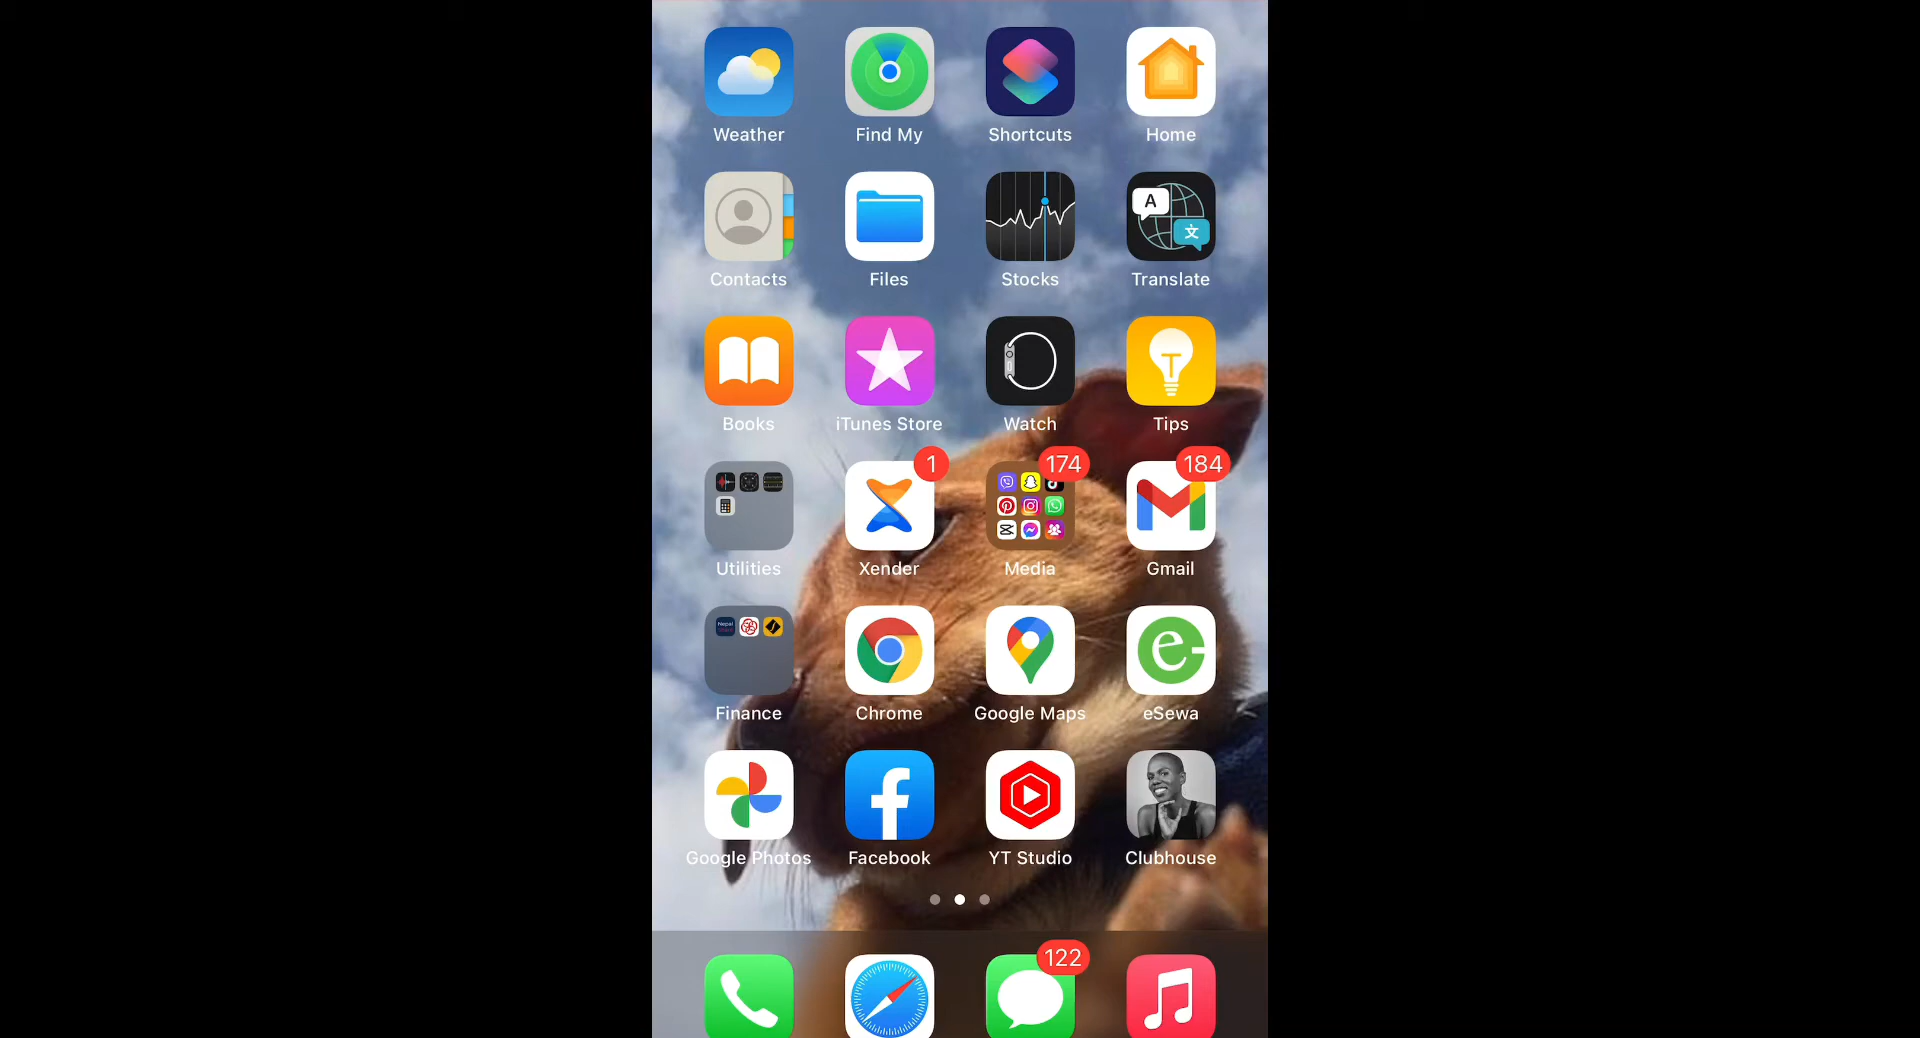 Weather Find My Shortcuts Home
A
文
Contacts Files Stocks Translate
Books iTunes Store Watch Tips
1 174 184
Utilities Xender Media Gmail
Finance Chrome Google Maps eSewa
Google Photos Facebook YT Studio Clubhouse
122